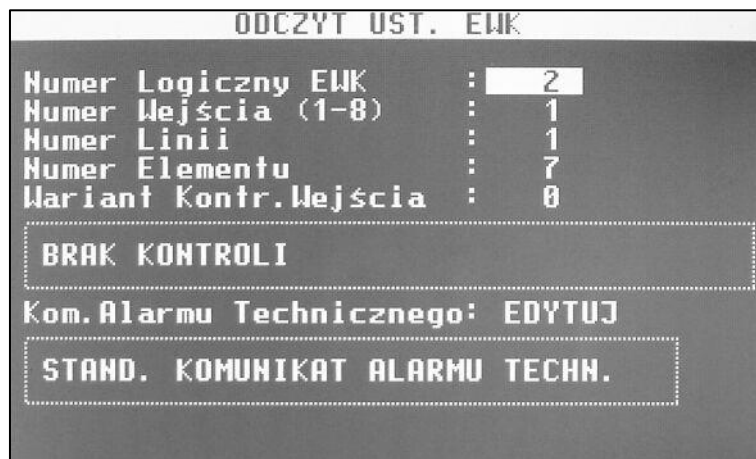 ODCZYT UST. EWK
Numer Logiczny EWK : 2
Numer Wejścia (1-8) : 1
Numer Linii : 1
Numer Elementu : 7
Wariant Kontr.Wejścia : 0
BRAK KONTROLI
Kom.Alarmu Technicznego: EDYTUJ
STAND. KOMUNIKAT ALARMU TECHN.